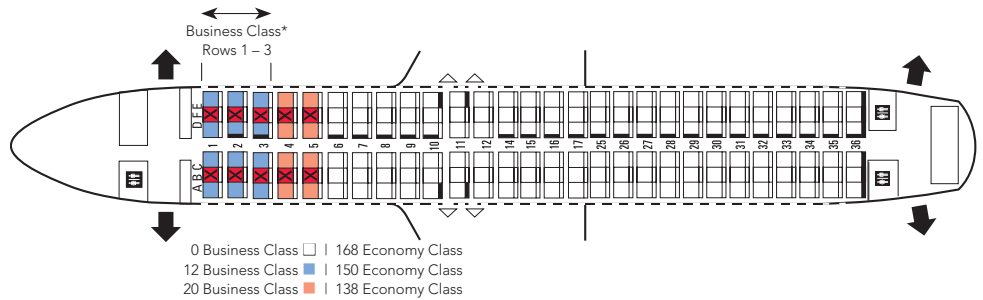 Business Class*
Rows 1 – 3
D E F
1 2 3 4 5 6 7 8 9 10 11 12 14 15 16 17 25 26 27 28 29 30 31 32 33 34 35 36
A B C
0 Business Class | 168 Economy Class
12 Business Class | 150 Economy Class
20 Business Class | 138 Economy Class